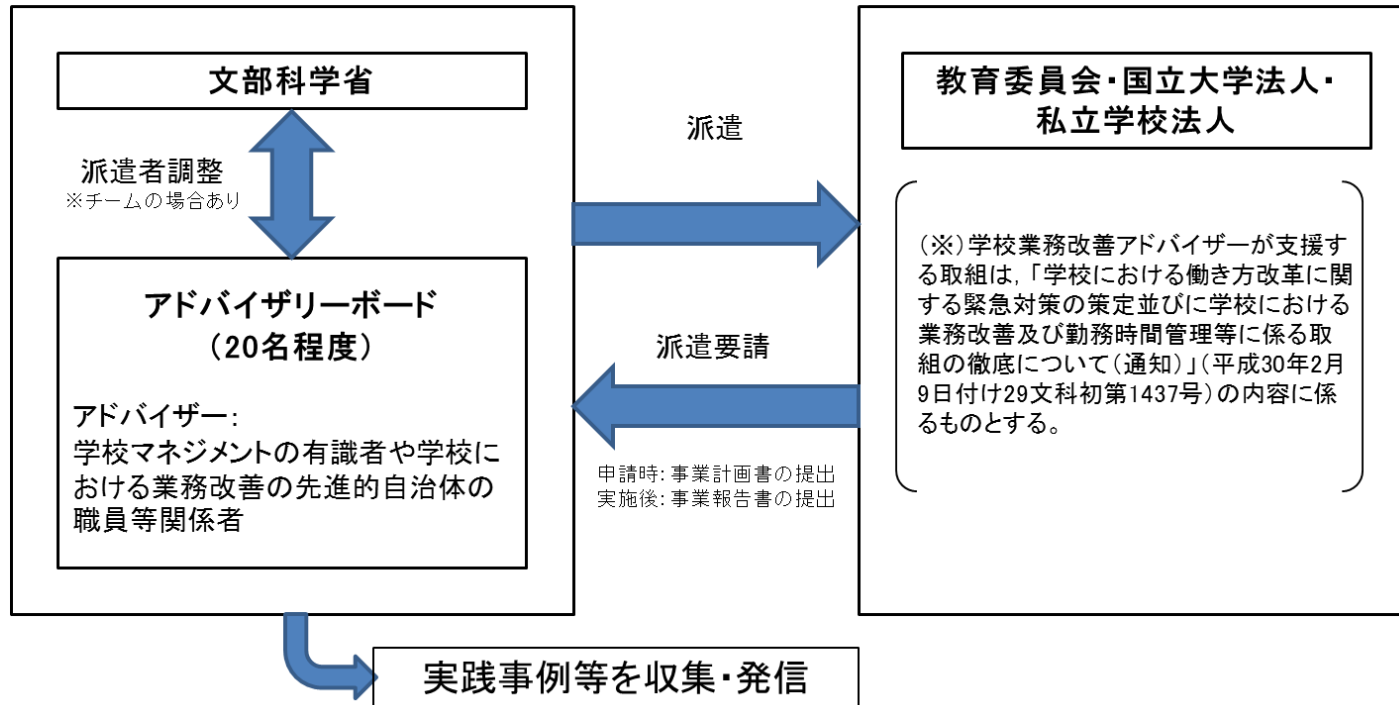 文部科学省
派遣者調整
※チームの場合あり
アドバイザリーボード
（20名程度）
アドバイザー：
学校マネジメントの有識者や学校に
おける業務改善の先進的自治体の
職員等関係者
派遣
派遣要請
申請時：事業計画書の提出
実施後：事業報告書の提出
教育委員会・国立大学法人・
私立学校法人
（※）学校業務改善アドバイザーが支援す
る取組は，「学校における働き方改革に関
する緊急対策の策定並びに学校における
業務改善及び勤務時間管理等に係る取
組の徹底について（通知）」（平成30年2月
9日付け29文科初第1437号）の内容に係
るものとする。
実践事例等を収集・発信